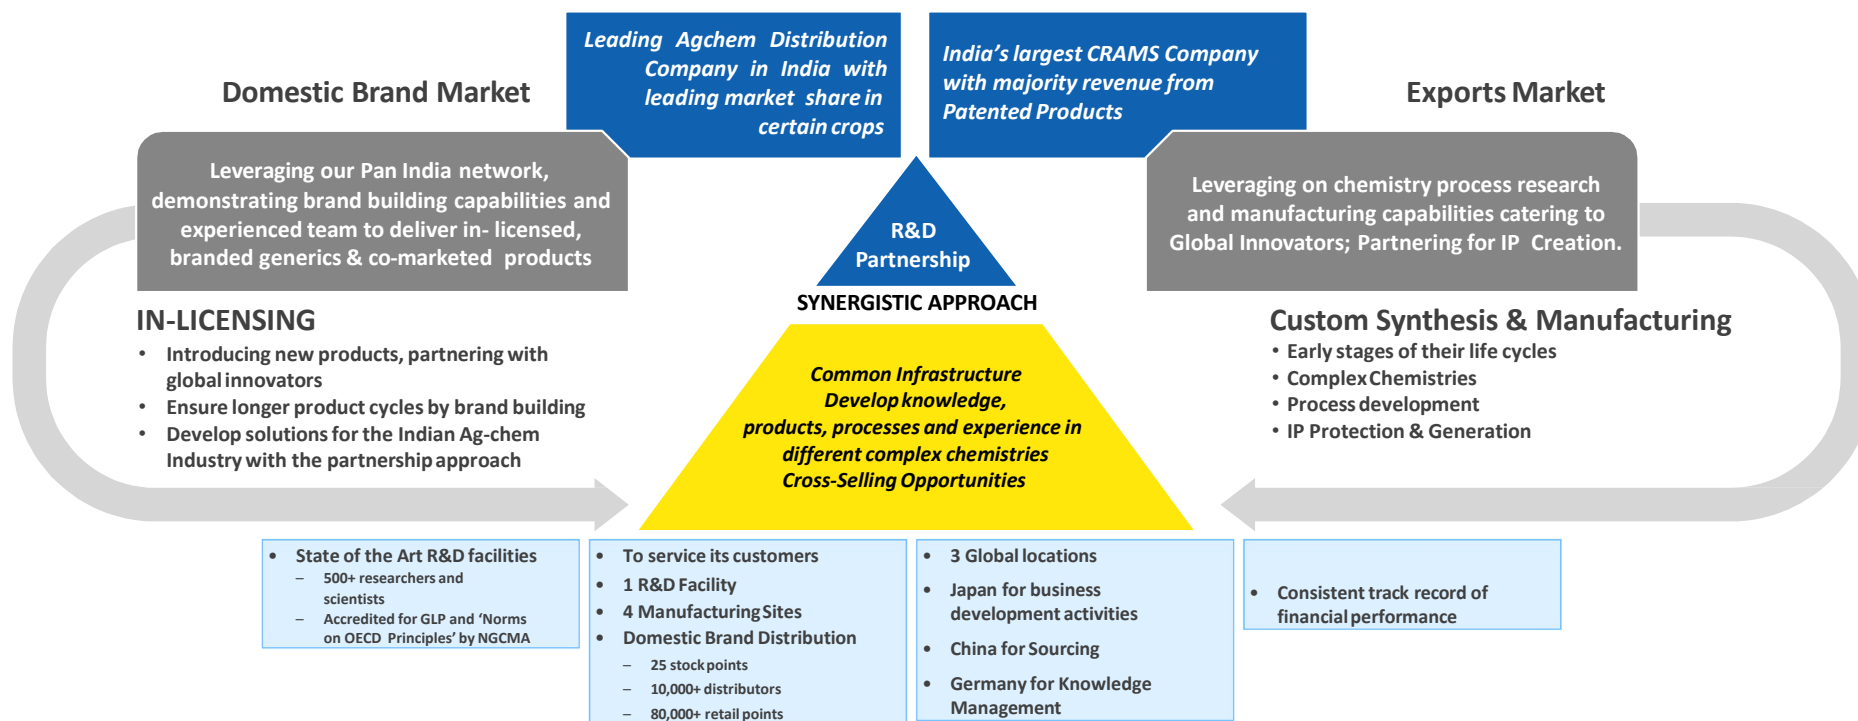 Domestic Brand Market
Leading Agchem Distribution
Company in India with
leading market share in
certain crops
India's largest CRAMS Company
with majority revenue from
Patented Products
Exports Market
Leveraging our Pan India network,
demonstrating brand building capabilities and
experienced team to deliver in- licensed,
branded generics & co-marketed products
R&D
Partnership
Leveraging on chemistry process research
and manufacturing capabilities catering to
Global Innovators; Partnering for IP Creation.
SYNERGISTIC APPROACH
IN-LICENSING
• Introducing new products, partnering with
global innovators
• Ensure longer product cycles by brand building
• Develop solutions for the Indian Ag-chem
Industry with the partnership approach
Common Infrastructure
Develop knowledge,
products, processes and experience in
different complex chemistries
Cross-Selling Opportunities
Custom Synthesis & Manufacturing
• Early stages of their life cycles
• Complex Chemistries
• Process development
• IP Protection & Generation
• State of the Art R&D facilities
– 500+ researchers and
scientists
– Accredited for GLP and ‘Norms
on OECD Principles’ by NGCMA
• To service its customers
• 1 R&D Facility
• 4 Manufacturing Sites
• Domestic Brand Distribution
– 25 stock points
– 10,000+ distributors
– 80,000+ retail points
• 3 Global locations
• Japan for business
development activities
• China for Sourcing
• Germany for Knowledge
Management
• Consistent track record of
financial performance